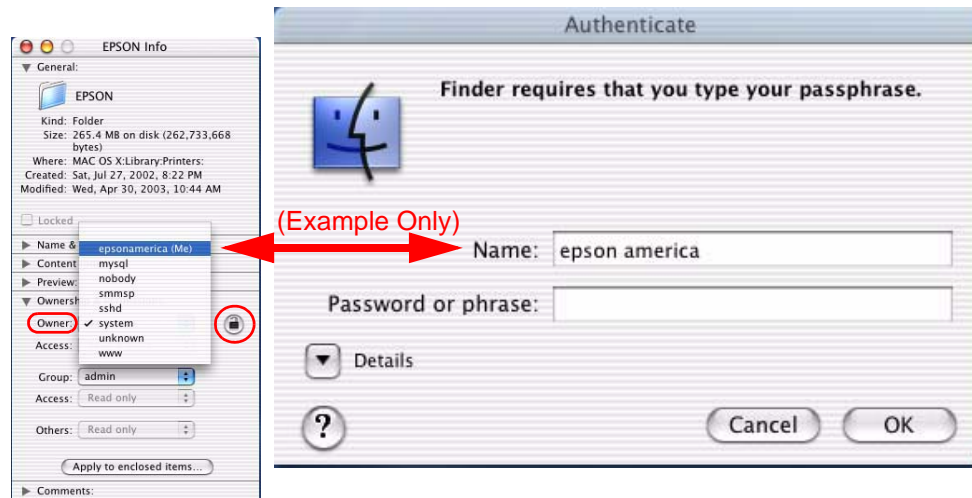 EPSON Info
General:
EPSON
Kind: Folder
Size: 265.4 MB on disk (262,733,668
bytes)
Where: MAC OS X:Library:Printers:
Created: Sat, Jul 27, 2002, 8:22 PM
Modified: Wed, Apr 30, 2003, 10:44 AM
Locked
Name &
epsonamerica (Me)
Content
mysql
Preview:
nobody
smmsp
Ownersh
sshd
Owner: ✓ system
unknown
Access:
www
Group: admin
Access: Read only
Others: Read only
Apply to enclosed items...
Comments:
(Example Only)
Authenticate
Finder requires that you type your passphrase.
Name: epson america
Password or phrase:
Details
?
Cancel
OK